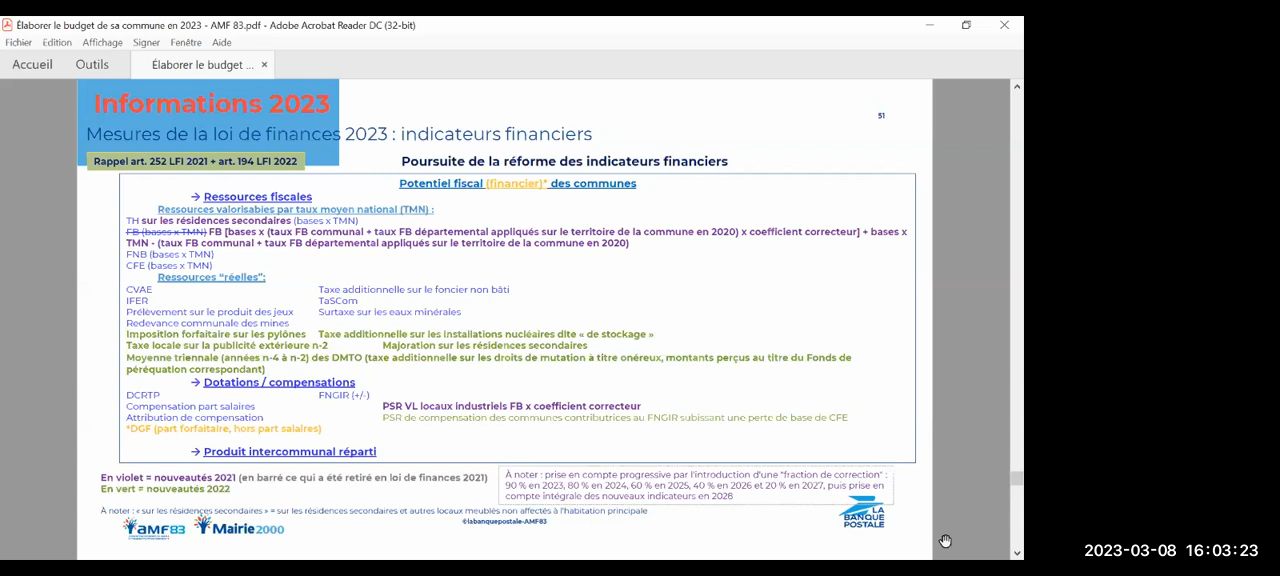 Élaborer le budget de sa commune en 2023 - AMF 83.pdf - Adobe Acrobat Reader DC (32-bit)
Fichier Edition Affichage Signer Fenêtre Aide
Accueil Outils Élaborer le budget ... ×
Informations 2023
51
Mesures de la loi de finances 2023 : indicateurs financiers
Rappel art. 252 LFI 2021 + art. 194 LFI 2022
Poursuite de la réforme des indicateurs financiers
Potentiel fiscal (financier)* des communes
→ Ressources fiscales
Ressources valorisables par taux moyen national (TMN) :
TH sur les résidences secondaires (bases x TMN)
FB (bases x TMN) FB [bases x (taux FB communal + taux FB départemental appliqués sur le territoire de la commune en 2020) x coefficient correcteur] + bases x
TMN - (taux FB communal + taux FB départemental appliqués sur le territoire de la commune en 2020)
FNB (bases x TMN)
CFE (bases x TMN)
Ressources "réelles":
CVAE Taxe additionnelle sur le foncier non bâti
IFER TaSCom
Prélèvement sur le produit des jeux Surtaxe sur les eaux minérales
Redevance communale des mines
Imposition forfaitaire sur les pylônes Taxe additionnelle sur les installations nucléaires dite « de stockage »
Taxe locale sur la publicité extérieure n-2 Majoration sur les résidences secondaires
Moyenne triennale (années n-4 à n-2) des DMTO (taxe additionnelle sur les droits de mutation à titre onéreux, montants perçus au titre du Fonds de
péréquation correspondant)
→ Dotations / compensations
DCRTP FNGIR (+/-)
Compensation part salaires PSR VL locaux industriels FB x coefficient correcteur
Attribution de compensation PSR de compensation des communes contributrices au FNGIR subissant une perte de base de CFE
*DGF (part forfaitaire, hors part salaires)
→ Produit intercommunal réparti
En violet = nouveautés 2021 (en barré ce qui a été retiré en loi de finances 2021)
En vert = nouveautés 2022
À noter : prise en compte progressive par l'introduction d'une "fraction de correction" :
90 % en 2023, 80 % en 2024, 60 % en 2025, 40 % en 2026 et 20 % en 2027, puis prise en
compte intégrale des nouveaux indicateurs en 2028
À noter : « sur les résidences secondaires » = sur les résidences secondaires et autres locaux meublés non affectés à l'habitation principale
AMF83 Mairie2000
©labanquepostale-AMF83
LA
BANQUE
POSTALE
2023-03-08 16:03:23